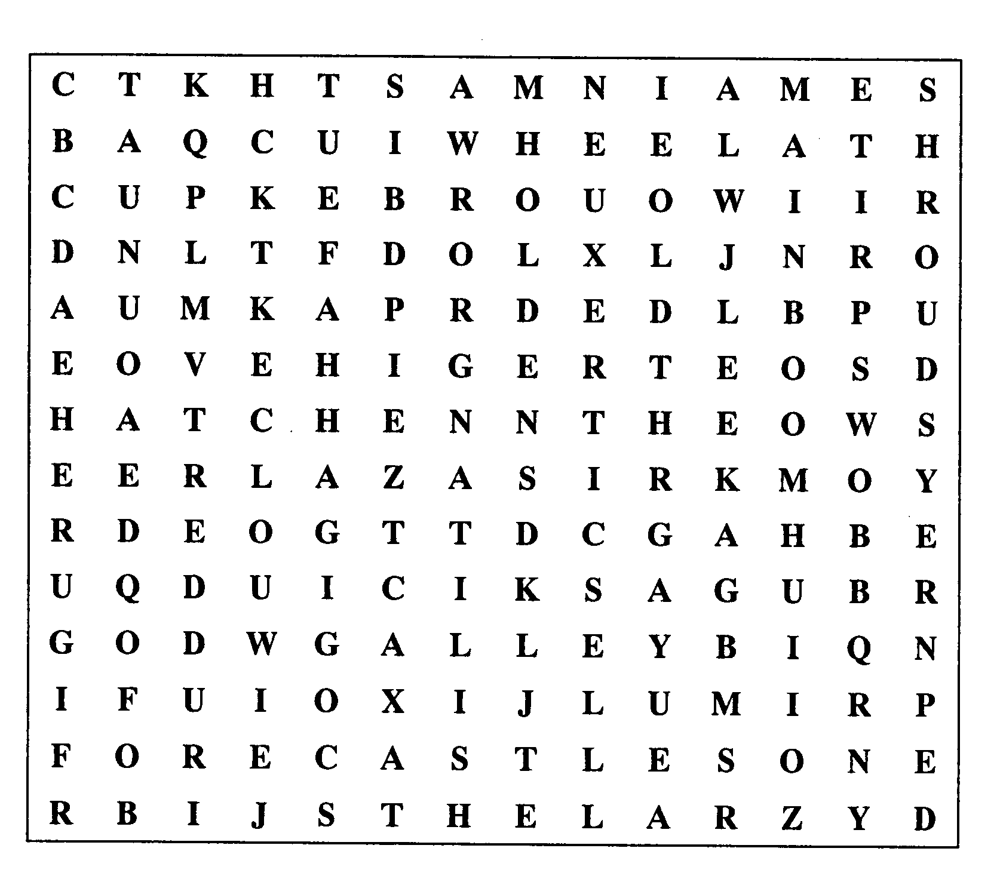 C T K H T S A M N I A M E S
B A Q C U I W H E E L A T H
C U P K E B R O U O W I I R
D N L T F D O L X L J N R O
A U M K A P R D E D L B P U
E O V E H I G E R T E O S D
H A T C H E N N T H E O W S
E E R L A Z A S I R K M O Y
R D E O G T T D C G A H B E
U Q D U I C I K S A G U B R
G O D W G A L L E Y B I Q N
I F U I O X I J L U M I R P
F O R E C A S T L E S O N E
R B I J S T H E L A R Z Y D